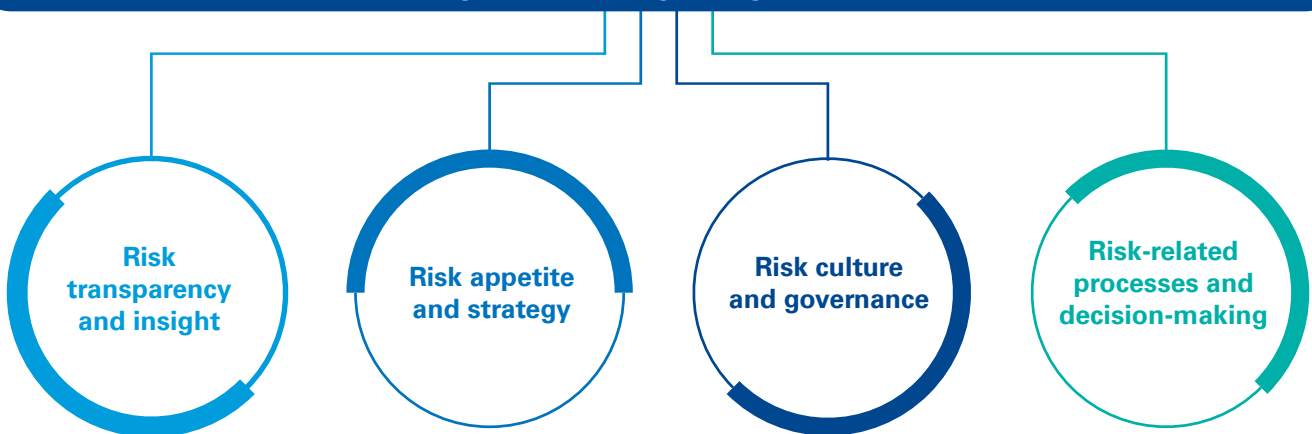 Risk
transparency
and insight
Risk appetite
and strategy
Risk culture
and governance
Risk-related
processes and
decision-making